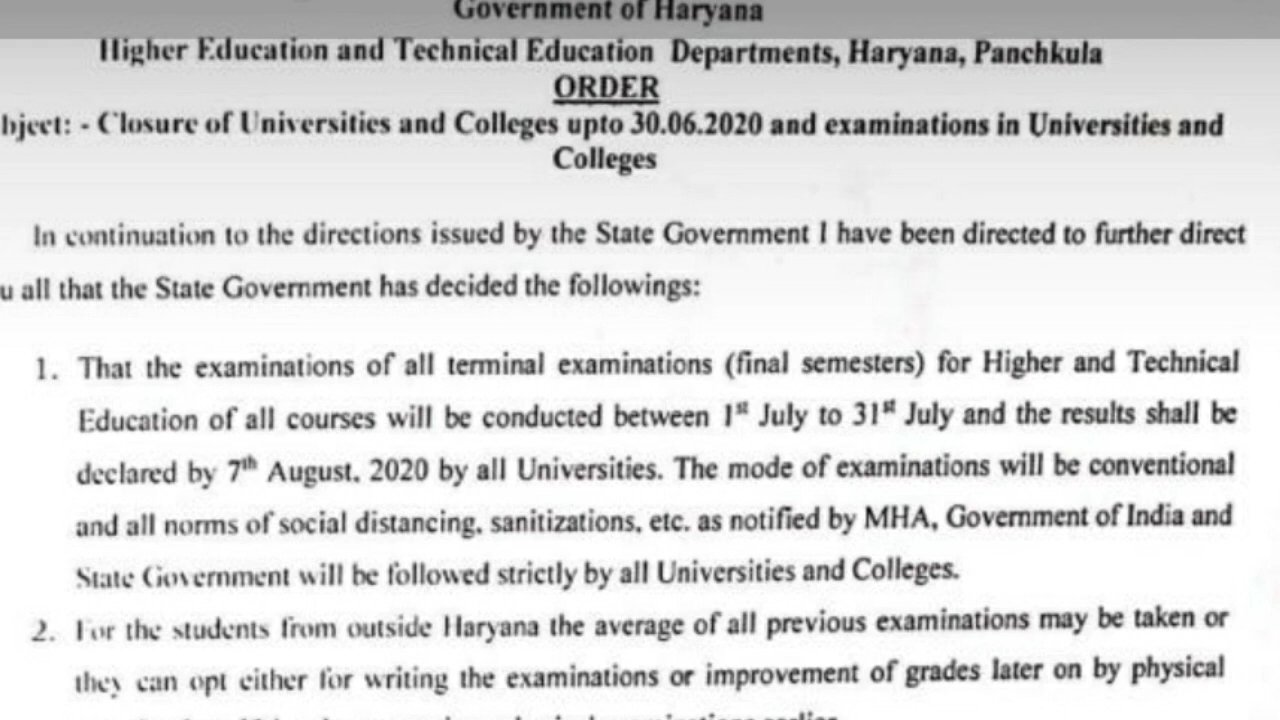 Government of Haryana
Higher Education and Technical Education Departments, Haryana, Panchkula
ORDER
bject: - Closure of Universities and Colleges upto 30.06.2020 and examinations in Universities and
Colleges
In continuation to the directions issued by the State Government I have been directed to further direct
u all that the State Government has decided the followings:
1. That the examinations of all terminal examinations (final semesters) for Higher and Technical
Education of all courses will be conducted between 1st July to 31st July and the results shall be
declared by 7th August, 2020 by all Universities. The mode of examinations will be conventional
and all norms of social distancing, sanitizations, etc. as notified by MHA, Government of India and
State Government will be followed strictly by all Universities and Colleges.
2. For the students from outside Haryana the average of all previous examinations may be taken or
they can opt either for writing the examinations or improvement of grades later on by physical